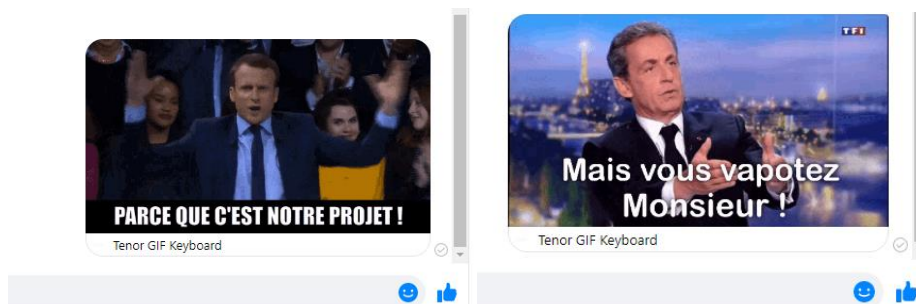 PARCE QUE C'EST NOTRE PROJET !
Tenor GIF Keyboard
TF1
Mais vous vapotez
Monsieur !
Tenor GIF Keyboard